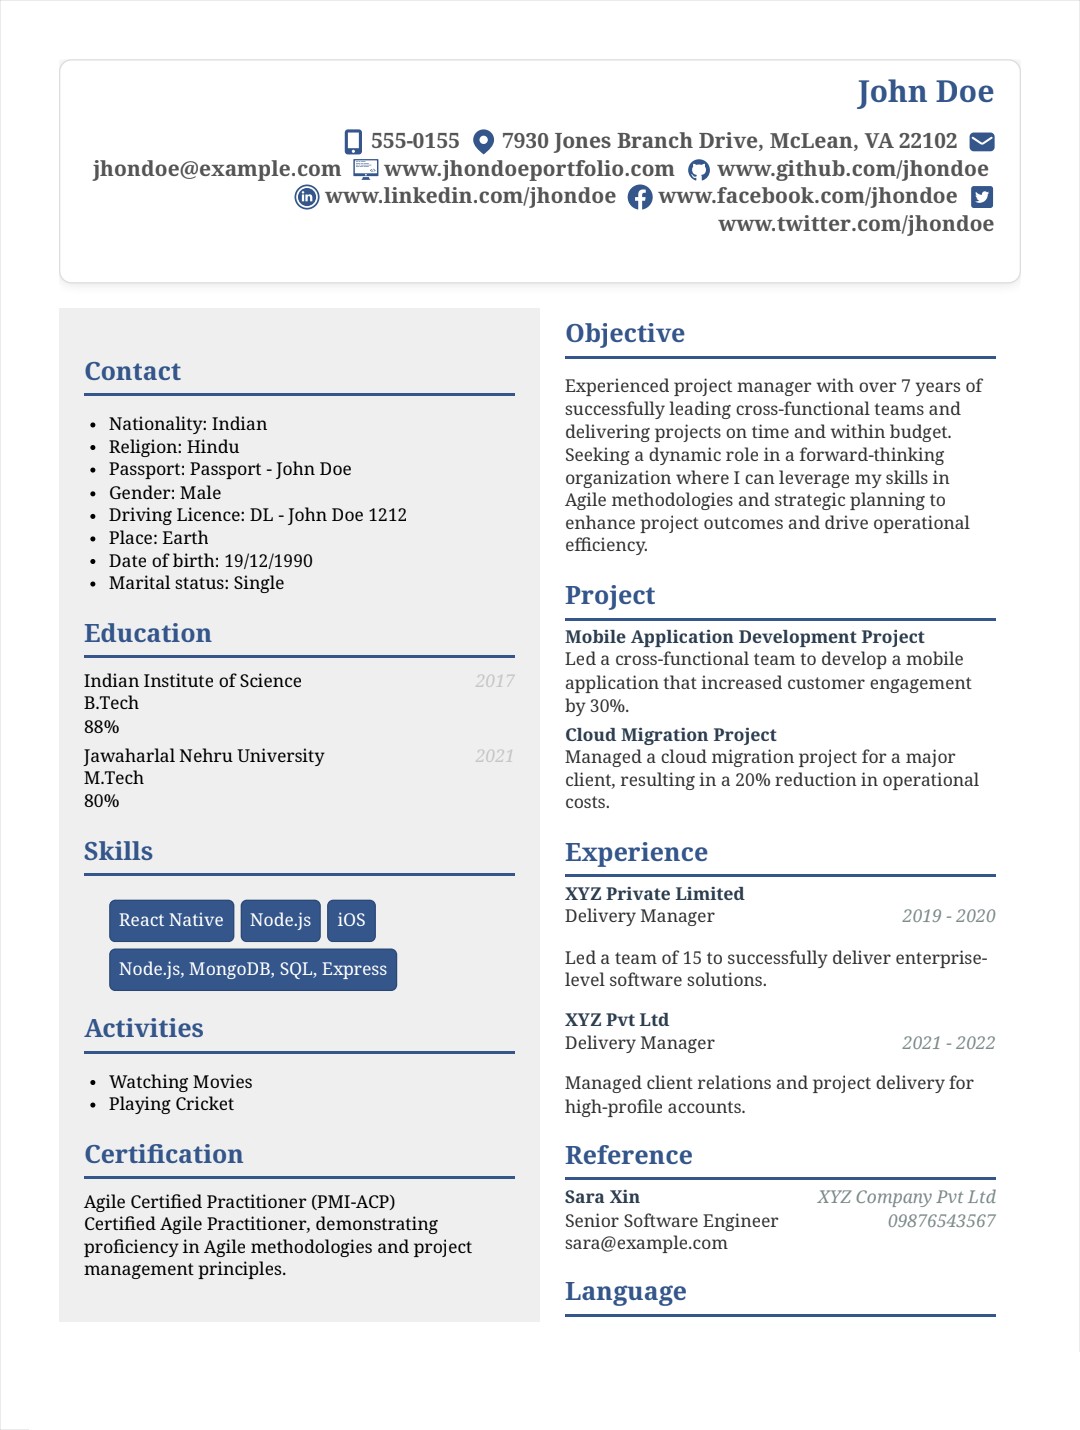 John Doe
555-0155 7930 Jones Branch Drive, McLean, VA 22102
jhondoe@example.com www.jhondoeportfolio.com www.github.com/jhondoe
www.linkedin.com/jhondoe www.facebook.com/jhondoe
www.twitter.com/jhondoe
Contact
• Nationality: Indian
• Religion: Hindu
• Passport: Passport - John Doe
• Gender: Male
• Driving Licence: DL - John Doe 1212
• Place: Earth
• Date of birth: 19/12/1990
• Marital status: Single
Education
Indian Institute of Science 2017
B.Tech
88%
Jawaharlal Nehru University 2021
M.Tech
80%
Skills
React Native Node.js iOS
Node.js, MongoDB, SQL, Express
Activities
• Watching Movies
• Playing Cricket
Certification
Agile Certified Practitioner (PMI-ACP)
Certified Agile Practitioner, demonstrating
proficiency in Agile methodologies and project
management principles.
Objective
Experienced project manager with over 7 years of
successfully leading cross-functional teams and
delivering projects on time and within budget.
Seeking a dynamic role in a forward-thinking
organization where I can leverage my skills in
Agile methodologies and strategic planning to
enhance project outcomes and drive operational
efficiency.
Project
Mobile Application Development Project
Led a cross-functional team to develop a mobile
application that increased customer engagement
by 30%.
Cloud Migration Project
Managed a cloud migration project for a major
client, resulting in a 20% reduction in operational
costs.
Experience
XYZ Private Limited
Delivery Manager 2019 - 2020
Led a team of 15 to successfully deliver enterprise-
level software solutions.
XYZ Pvt Ltd
Delivery Manager 2021 - 2022
Managed client relations and project delivery for
high-profile accounts.
Reference
Sara Xin XYZ Company Pvt Ltd
Senior Software Engineer 09876543567
sara@example.com
Language